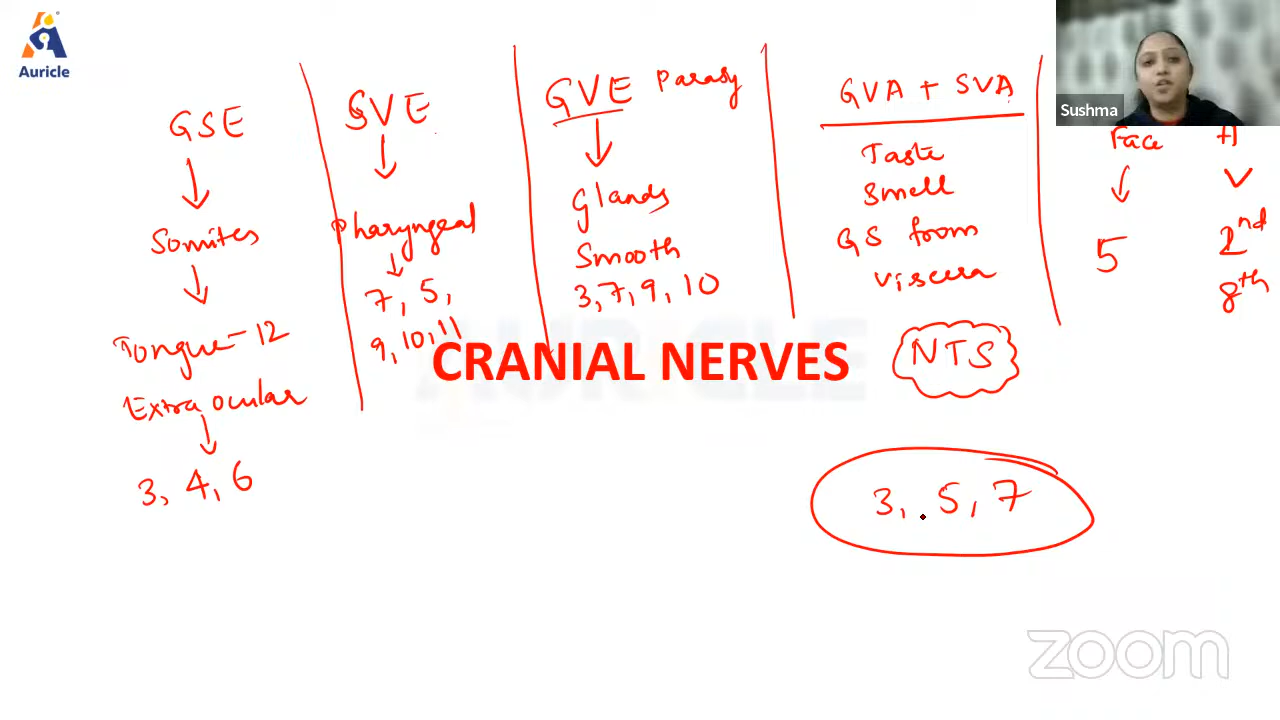 Auricle
Sushma
GSE
Somites
Tongue - 12
Extra ocular
3, 4, 6
SVE
Pharyngeal
7, 5,
9, 10, 11
GVE Parasy
Glands
Smooth
3, 7, 9, 10
GVA + SVA
Taste
Smell
GS from
viscera
NTS
Face
5
2nd
8th
CRANIAL NERVES
3, 5, 7
zoom